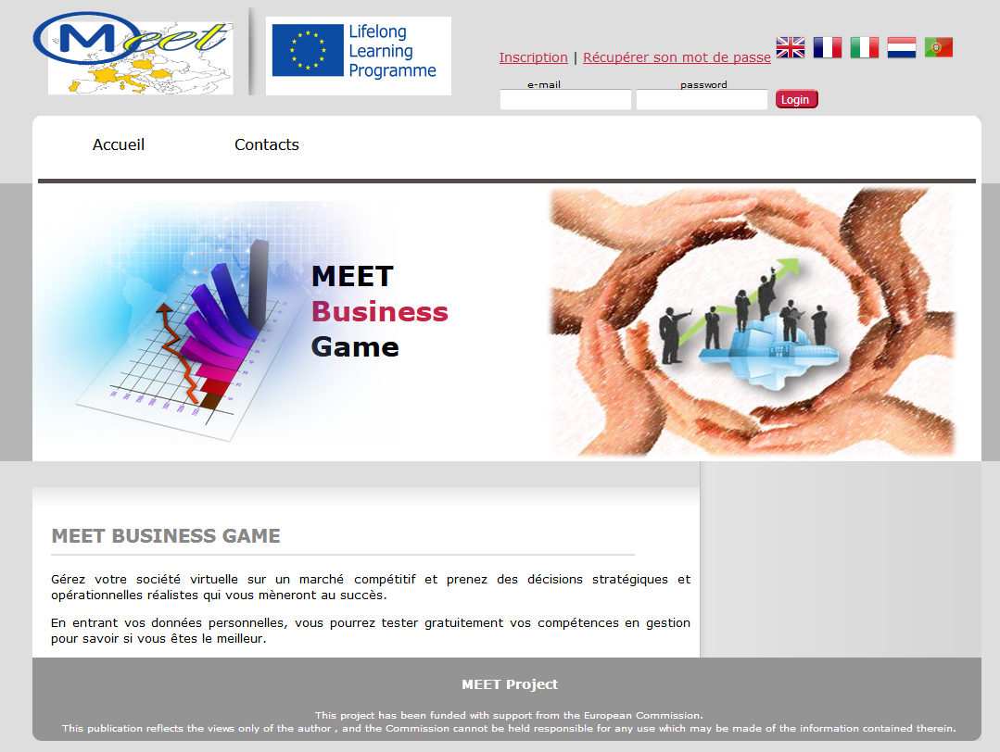 Meet
Lifelong
Learning
Programme
Inscription | Récupérer son mot de passe
e-mail password
Login
Accueil Contacts
MEET
Business
Game
MEET BUSINESS GAME
Gérez votre société virtuelle sur un marché compétitif et prenez des décisions stratégiques et
opérationnelles réalistes qui vous mèneront au succès.
En entrant vos données personnelles, vous pourrez tester gratuitement vos compétences en gestion
pour savoir si vous êtes le meilleur.
MEET Project
This project has been funded with support from the European Commission.
This publication reflects the views only of the author , and the Commission cannot be held responsible for any use which may be made of the information contained therein.